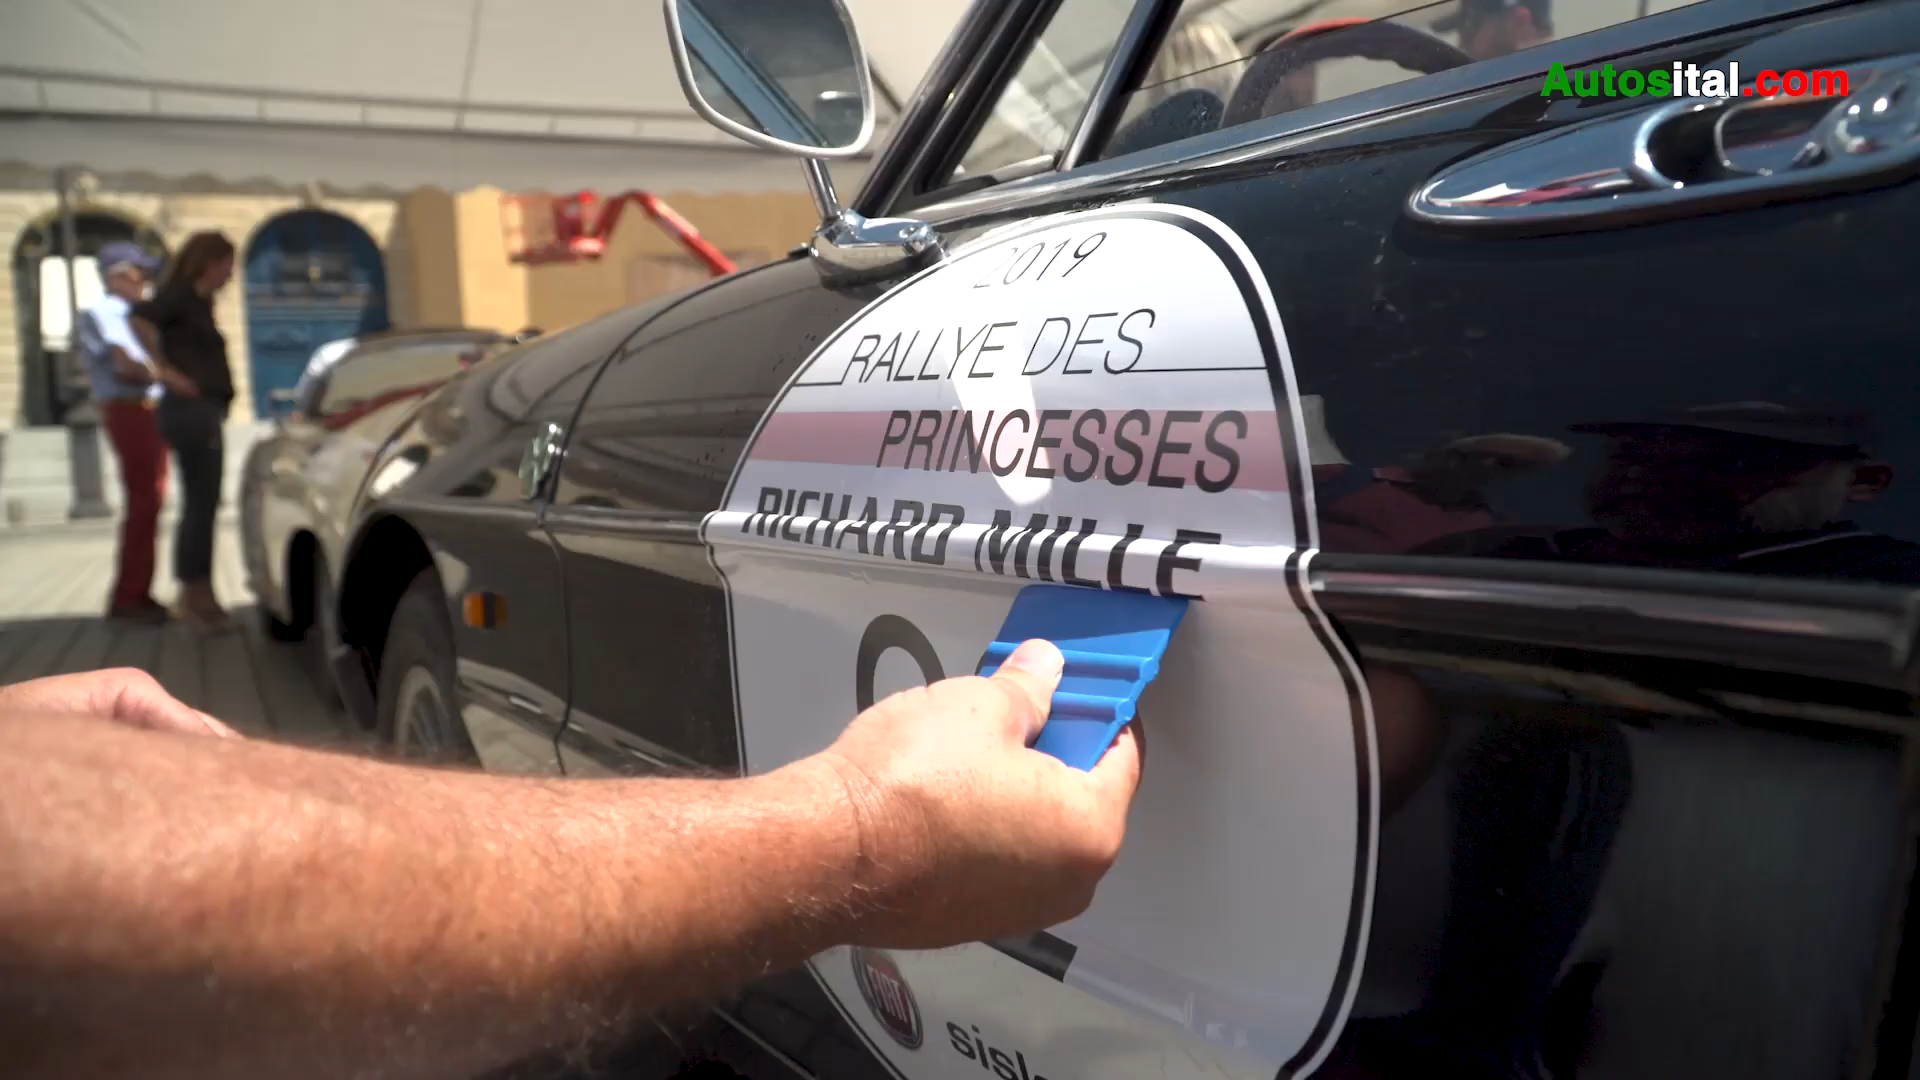 Autosital.com
2019
RALLYE DES
PRINCESSES
RICHARD MILLE
FIAT